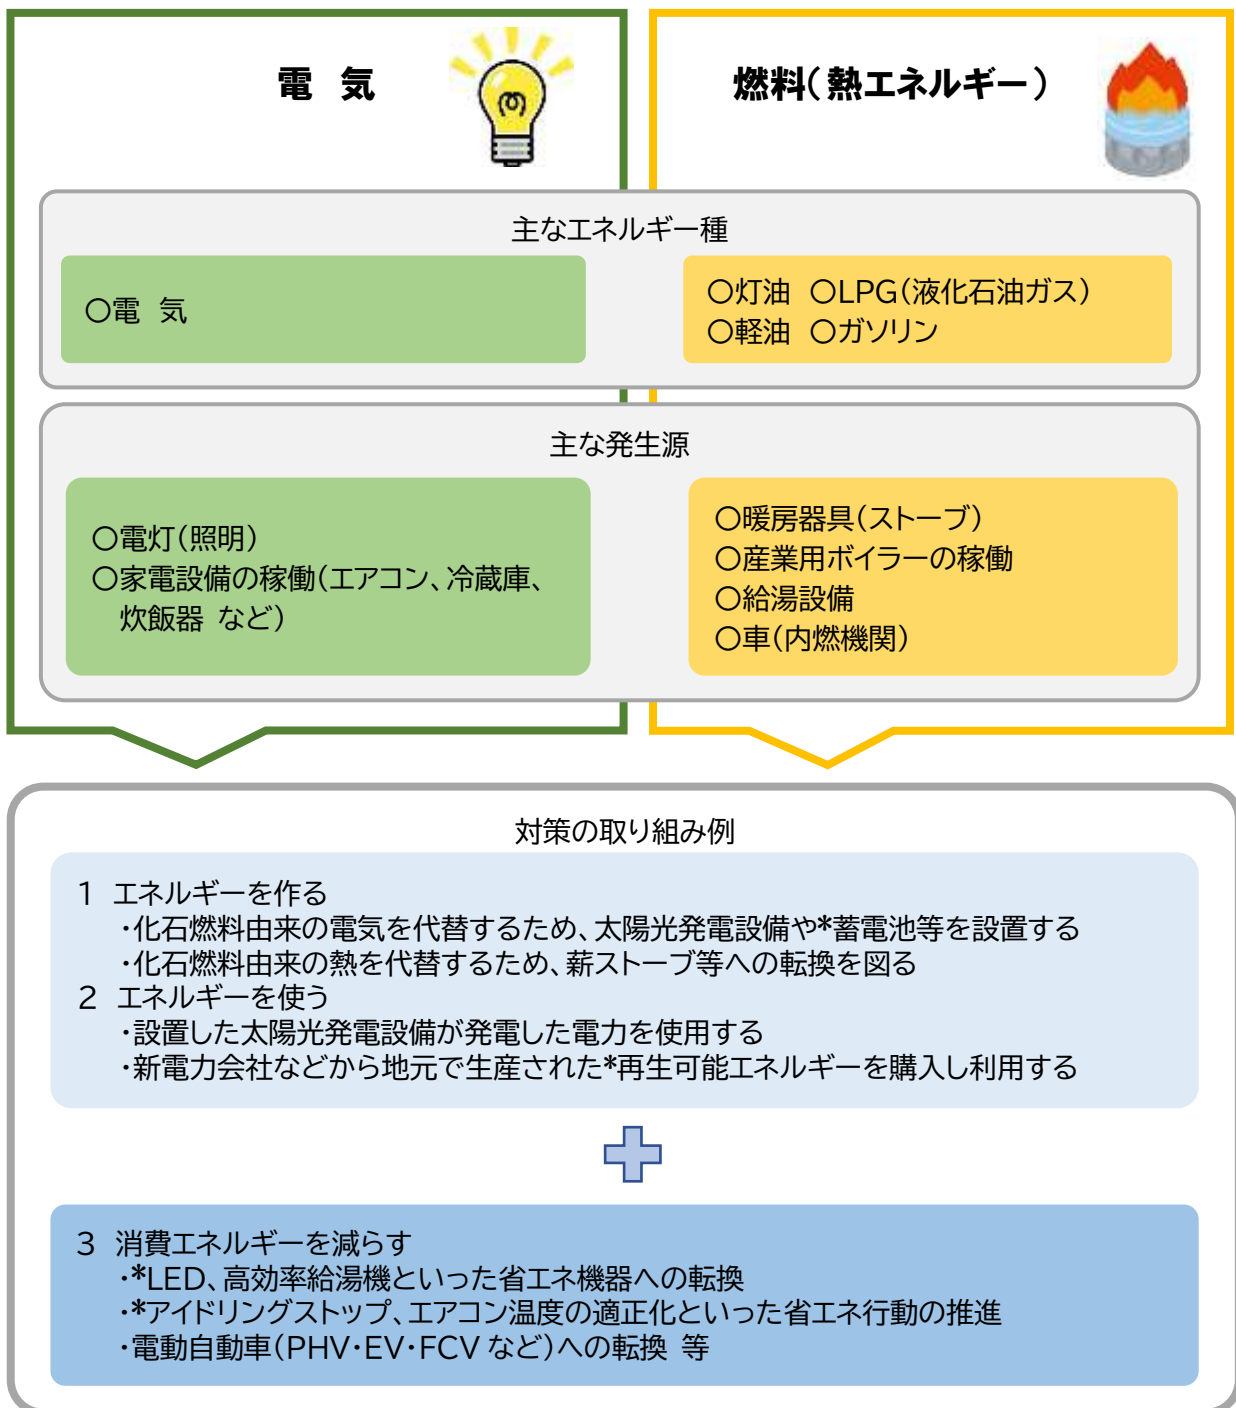 電 気
燃料(熱エネルギー)
主なエネルギー種
〇電 気
〇灯油 〇LPG(液化石油ガス)
〇軽油 〇ガソリン
主な発生源
〇電灯(照明)
〇家電設備の稼働(エアコン、冷蔵庫、
炊飯器 など)
〇暖房器具(ストーブ)
〇産業用ボイラーの稼働
〇給湯設備
〇車(内燃機関)
対策の取り組み例
1 エネルギーを作る
・化石燃料由来の電気を代替するため、太陽光発電設備や*蓄電池等を設置する
・化石燃料由来の熱を代替するため、薪ストーブ等への転換を図る
2 エネルギーを使う
・設置した太陽光発電設備が発電した電力を使用する
・新電力会社などから地元で生産された*再生可能エネルギーを購入し利用する
3 消費エネルギーを減らす
・*LED、高効率給湯機といった省エネ機器への転換
・*アイドリングストップ、エアコン温度の適正化といった省エネ行動の推進
・電動自動車(PHV・EV・FCV など)への転換 等